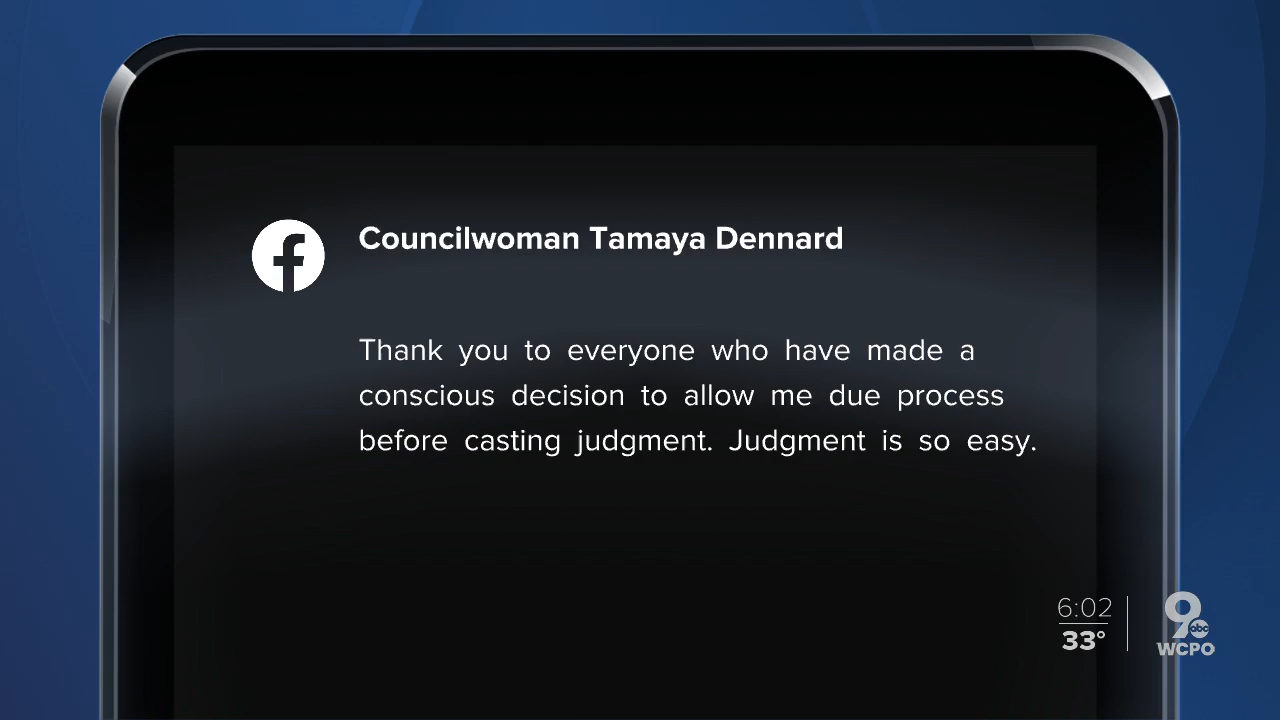 Councilwoman Tamaya Dennard
Thank you to everyone who have made a
conscious decision to allow me due process
before casting judgment. Judgment is so easy.
6:02
33°
9
abc
WCPO